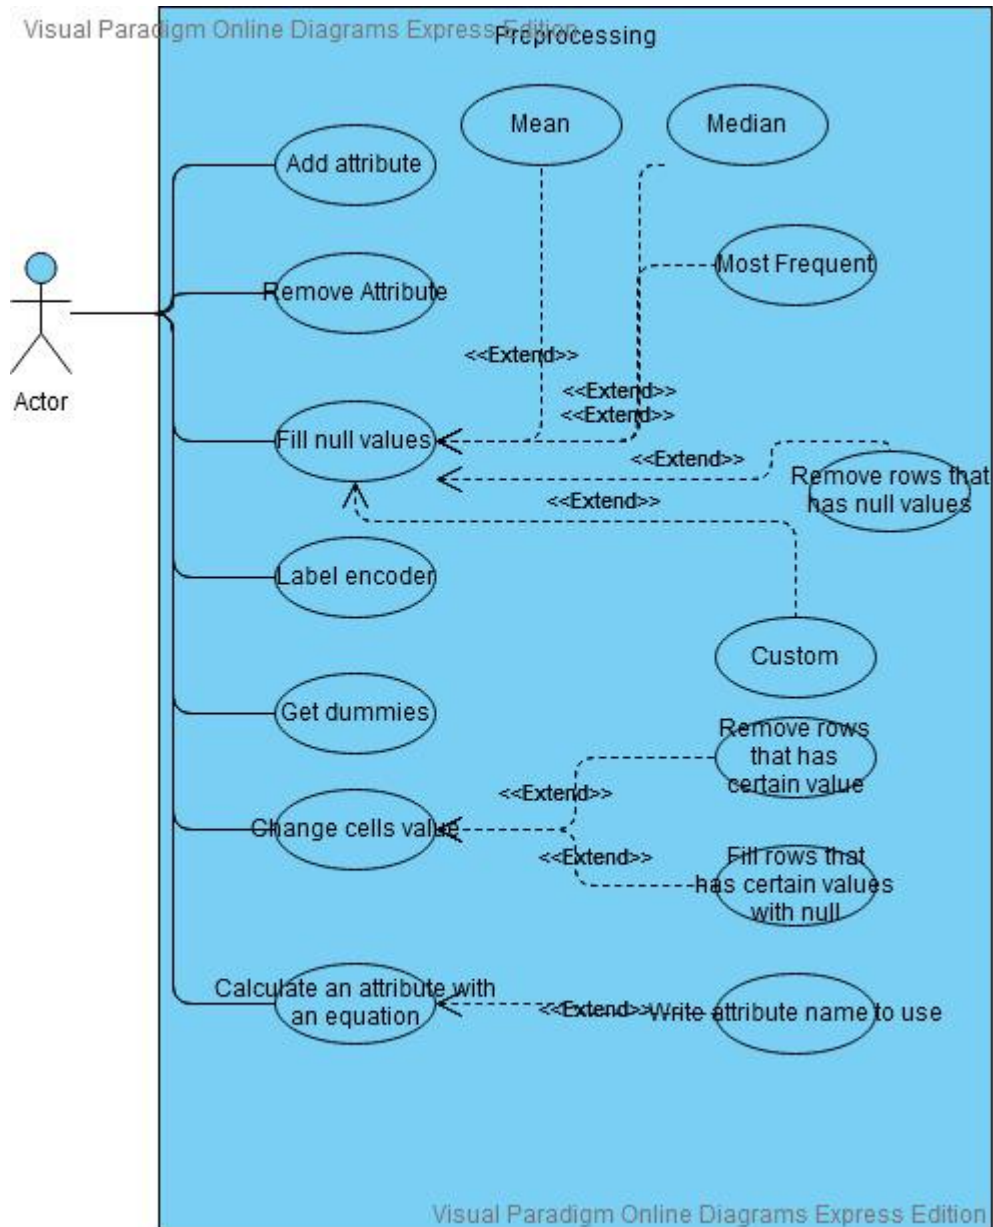 Visual Paradigm Online Diagrams Express Edition
Preprocessing
Mean
Median
Add attribute
Most Frequent
Remove Attribute
<<Extend>>
<<Extend>>
<<Extend>>
Actor
Fill null values
<<Extend>>
Remove rows that
has null values
<<Extend>>
Label encoder
Custom
Get dummies
Remove rows
that has
certain value
<<Extend>>
Change cells value
<<Extend>>
Fill rows that
has certain values
with null
Calculate an attribute with
an equation
<<Extend>>
Write attribute name to use
Visual Paradigm Online Diagrams Express Edition